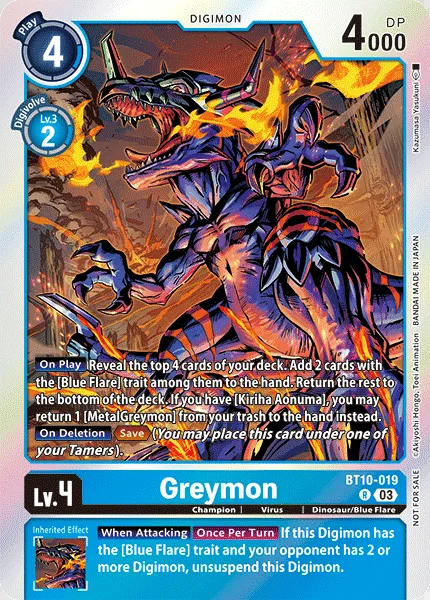 Play
4
DIGIMON
4000
DP
Digivolve
Lv.3
2
Kazumasa Yasukuni
On Play Reveal the top 4 cards of your deck. Add 2 cards with
the [Blue Flare] trait among them to the hand. Return the rest to
the bottom of the deck. If you have [Kiriha Aonuma], you may
return 1 [MetalGreymon] from your trash to the hand instead.
On Deletion Save (You may place this card under one of
your Tamers).
©Akiyoshi Hongo, Toei Animation BANDAI MADE IN JAPAN
NOT FOR SALE
Lv.4
Greymon
BT10-019
R 03
Champion Virus Dinosaur/Blue Flare
Inherited Effect
When Attacking Once Per Turn If this Digimon has
the [Blue Flare] trait and your opponent has 2 or
more Digimon, unsuspend this Digimon.